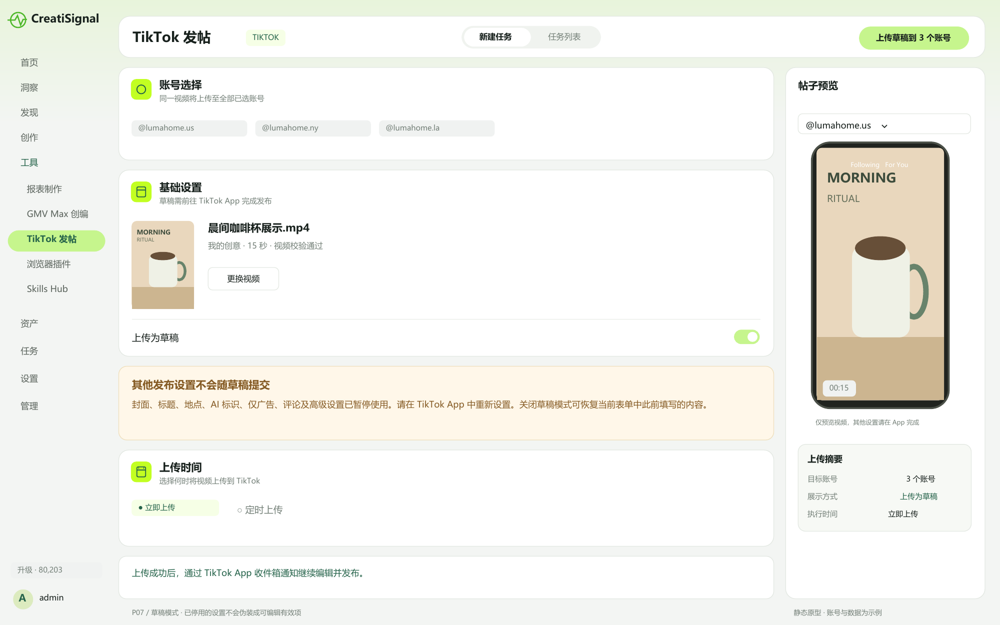 CreatiSignal
首页
洞察
发现
创作
工具
报表制作
GMV Max 创编
TikTok 发帖
浏览器插件
Skills Hub
资产
任务
设置
管理
升级 · 80,203
A
admin
TikTok 发帖
TIKTOK
新建任务
任务列表
上传草稿到 3 个账号
账号选择
同一视频将上传至全部已选账号
@lumahome.us
@lumahome.ny
@lumahome.la
基础设置
草稿需前往 TikTok App 完成发布
MORNING
RITUAL
晨间咖啡杯展示.mp4
我的创意 · 15 秒 · 视频校验通过
更换视频
上传为草稿
其他发布设置不会随草稿提交
封面、标题、地点、AI 标识、仅广告、评论及高级设置已暂停使用。请在 TikTok App 中重新设置。关闭草稿模式可恢复当前表单中此前填写的内容。
上传时间
选择何时将视频上传到 TikTok
立即上传
定时上传
上传成功后，通过 TikTok App 收件箱通知继续编辑并发布。
P07 / 草稿模式 · 已停用的设置不会伪装成可编辑有效项
帖子预览
@lumahome.us
Following For You
MORNING
RITUAL
00:15
仅预览视频，其他设置请在 App 完成
上传摘要
目标账号 3 个账号
展示方式 上传为草稿
执行时间 立即上传
静态原型 · 账号与数据为示例